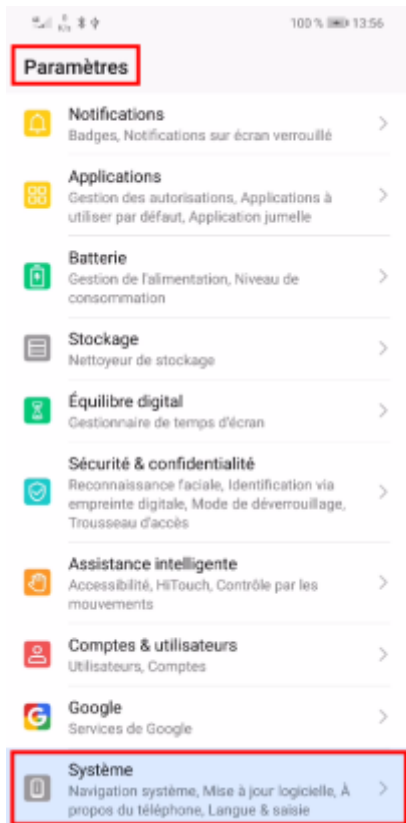 100 % 13:56
Paramètres
Notifications
Badges, Notifications sur écran verrouillé
Applications
Gestion des autorisations, Applications à
utiliser par défaut, Application jumelle
Batterie
Gestion de l'alimentation, Niveau de
consommation
Stockage
Nettoyeur de stockage
Équilibre digital
Gestionnaire de temps d'écran
Sécurité & confidentialité
Reconnaissance faciale, Identification via
empreinte digitale, Mode de déverrouillage,
Trousseau d'accès
Assistance intelligente
Accessibilité, HiTouch, Contrôle par les
mouvements
Comptes & utilisateurs
Utilisateurs, Comptes
Google
Services de Google
Système
Navigation système, Mise à jour logicielle, À
propos du téléphone, Langue & saisie